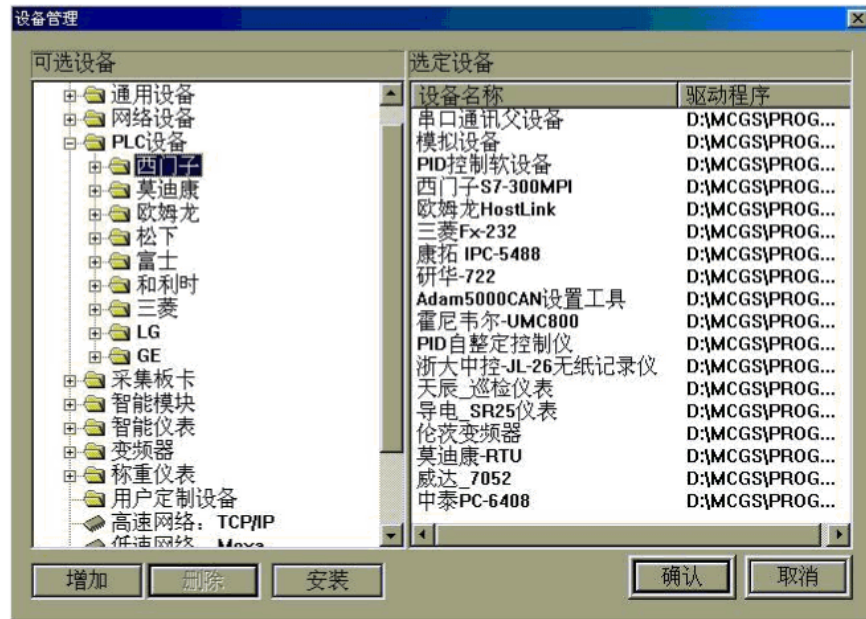 设备管理
可选设备
通用设备
网络设备
PLC设备
西门子
莫迪康
欧姆龙
松下
富士
和利时
三菱
LG
GE
采集板卡
智能模块
智能仪表
变频器
称重仪表
用户定制设备
高速网络：TCP/IP
低速网络：Moxa
选定设备
设备名称 驱动程序
串口通讯父设备 D:\MCGS\PROG...
模拟设备 D:\MCGS\PROG...
PID控制软设备 D:\MCGS\PROG...
西门子S7-300MPI D:\MCGS\PROG...
欧姆龙HostLink D:\MCGS\PROG...
三菱Fx-232 D:\MCGS\PROG...
康拓 IPC-5488 D:\MCGS\PROG...
研华-722 D:\MCGS\PROG...
Adam5000CAN设置工具 D:\MCGS\PROG...
霍尼韦尔-UMC800 D:\MCGS\PROG...
PID自整定控制仪 D:\MCGS\PROG...
浙大中控-JL-26无纸记录仪 D:\MCGS\PROG...
天辰_巡检仪表 D:\MCGS\PROG...
导电_SR25仪表 D:\MCGS\PROG...
伦茨变频器 D:\MCGS\PROG...
莫迪康-RTU D:\MCGS\PROG...
威达_7052 D:\MCGS\PROG...
中泰PC-6408 D:\MCGS\PROG...
增加 删除 安装 确认 取消